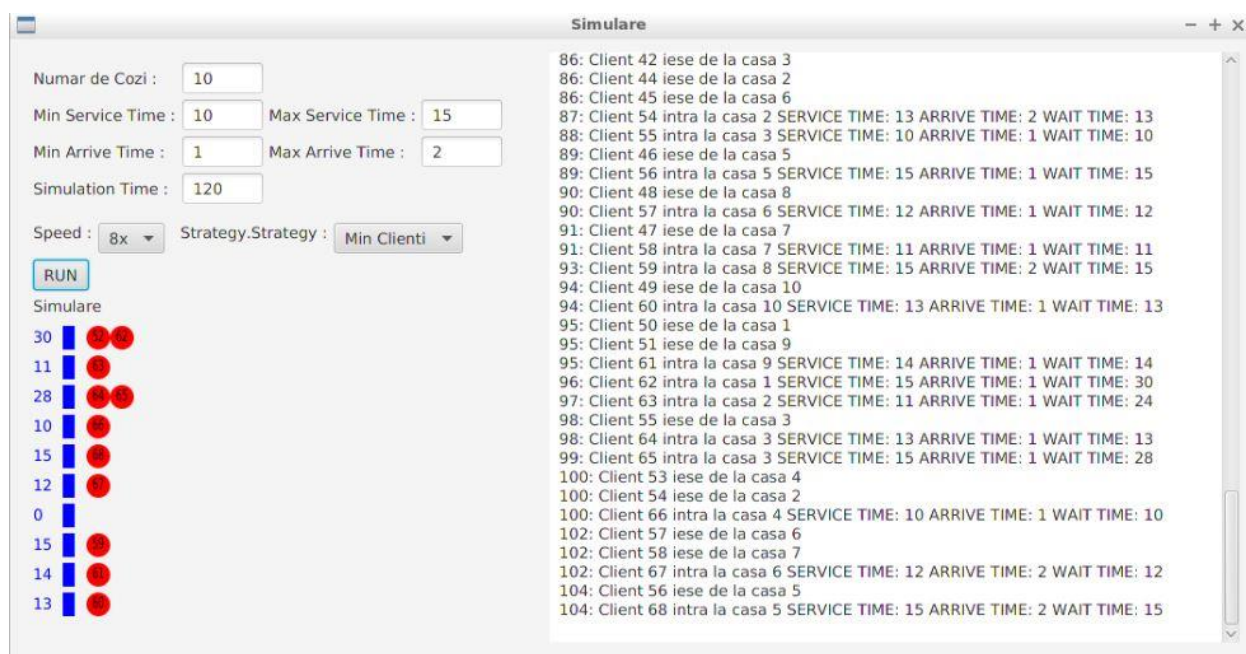 Simulare
Numar de Cozi : 10
Min Service Time : 10 Max Service Time : 15
Min Arrive Time : 1 Max Arrive Time : 2
Simulation Time : 120
Speed : 8x Strategy.Strategy : Min Clienti
RUN
Simulare
30 52 62
11 63
28 64 65
10 66
15 68
12 67
0
15 59
14 61
13 60
86: Client 42 iese de la casa 3
86: Client 44 iese de la casa 2
86: Client 45 iese de la casa 6
87: Client 54 intra la casa 2 SERVICE TIME: 13 ARRIVE TIME: 2 WAIT TIME: 13
88: Client 55 intra la casa 3 SERVICE TIME: 10 ARRIVE TIME: 1 WAIT TIME: 10
89: Client 46 iese de la casa 5
89: Client 56 intra la casa 5 SERVICE TIME: 15 ARRIVE TIME: 1 WAIT TIME: 15
90: Client 48 iese de la casa 8
90: Client 57 intra la casa 6 SERVICE TIME: 12 ARRIVE TIME: 1 WAIT TIME: 12
91: Client 47 iese de la casa 7
91: Client 58 intra la casa 7 SERVICE TIME: 11 ARRIVE TIME: 1 WAIT TIME: 11
93: Client 59 intra la casa 8 SERVICE TIME: 15 ARRIVE TIME: 2 WAIT TIME: 15
94: Client 49 iese de la casa 10
94: Client 60 intra la casa 10 SERVICE TIME: 13 ARRIVE TIME: 1 WAIT TIME: 13
95: Client 50 iese de la casa 1
95: Client 51 iese de la casa 9
95: Client 61 intra la casa 9 SERVICE TIME: 14 ARRIVE TIME: 1 WAIT TIME: 14
96: Client 62 intra la casa 1 SERVICE TIME: 15 ARRIVE TIME: 1 WAIT TIME: 30
97: Client 63 intra la casa 2 SERVICE TIME: 11 ARRIVE TIME: 1 WAIT TIME: 24
98: Client 55 iese de la casa 3
98: Client 64 intra la casa 3 SERVICE TIME: 13 ARRIVE TIME: 1 WAIT TIME: 13
99: Client 65 intra la casa 3 SERVICE TIME: 15 ARRIVE TIME: 1 WAIT TIME: 28
100: Client 53 iese de la casa 4
100: Client 54 iese de la casa 2
100: Client 66 intra la casa 4 SERVICE TIME: 10 ARRIVE TIME: 1 WAIT TIME: 10
102: Client 57 iese de la casa 6
102: Client 58 iese de la casa 7
102: Client 67 intra la casa 6 SERVICE TIME: 12 ARRIVE TIME: 2 WAIT TIME: 12
104: Client 56 iese de la casa 5
104: Client 68 intra la casa 5 SERVICE TIME: 15 ARRIVE TIME: 2 WAIT TIME: 15